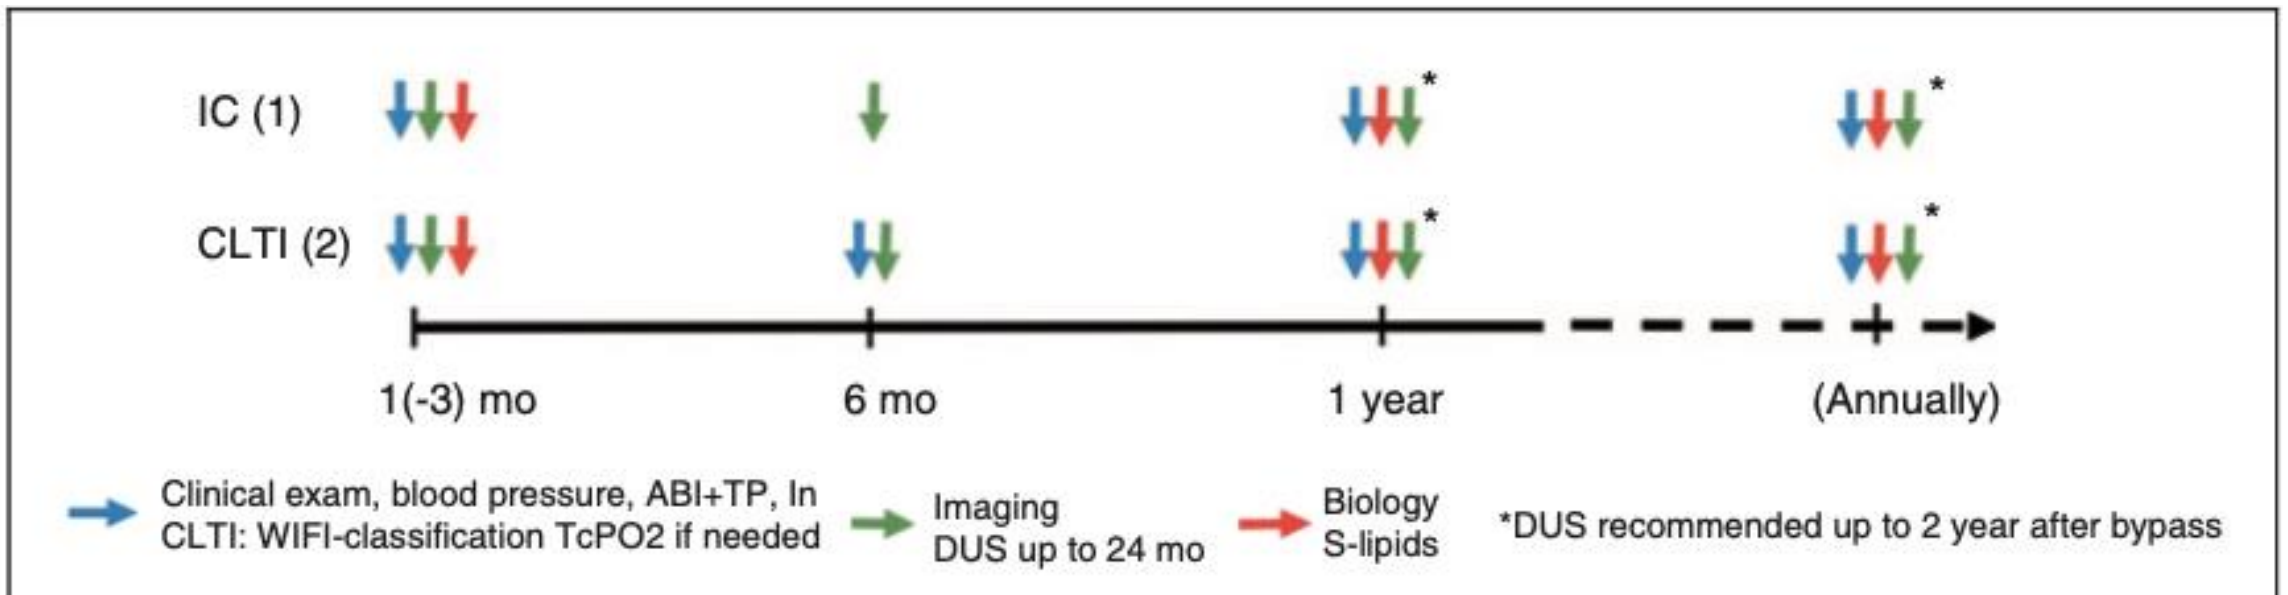 IC (1)
*
*
CLTI (2)
*
*
1(-3) mo
6 mo
1 year
(Annually)
Clinical exam, blood pressure, ABI+TP, In
CLTI: WIFI-classification TcPO2 if needed
Imaging
DUS up to 24 mo
Biology
S-lipids
*DUS recommended up to 2 year after bypass